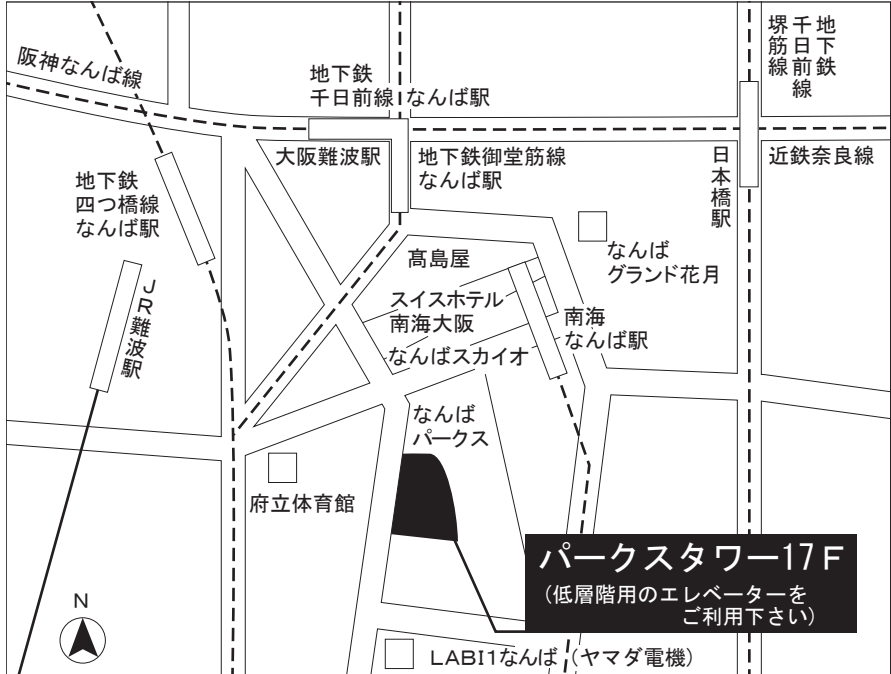 阪神なんば線
地下鉄
千日前線 なんば駅
地下鉄
千日前線
堺筋線
大阪難波駅
地下鉄御堂筋線
なんば駅
日本橋駅
近鉄奈良線
地下鉄
四つ橋線
なんば駅
JR難波駅
髙島屋
なんば
グランド花月
スイスホテル
南海大阪
南海
なんば駅
なんばスカイオ
なんば
パークス
府立体育館
パークスタワー17F
(低層階用のエレベーターを
ご利用下さい)
N
LABI1なんば (ヤマダ電機)